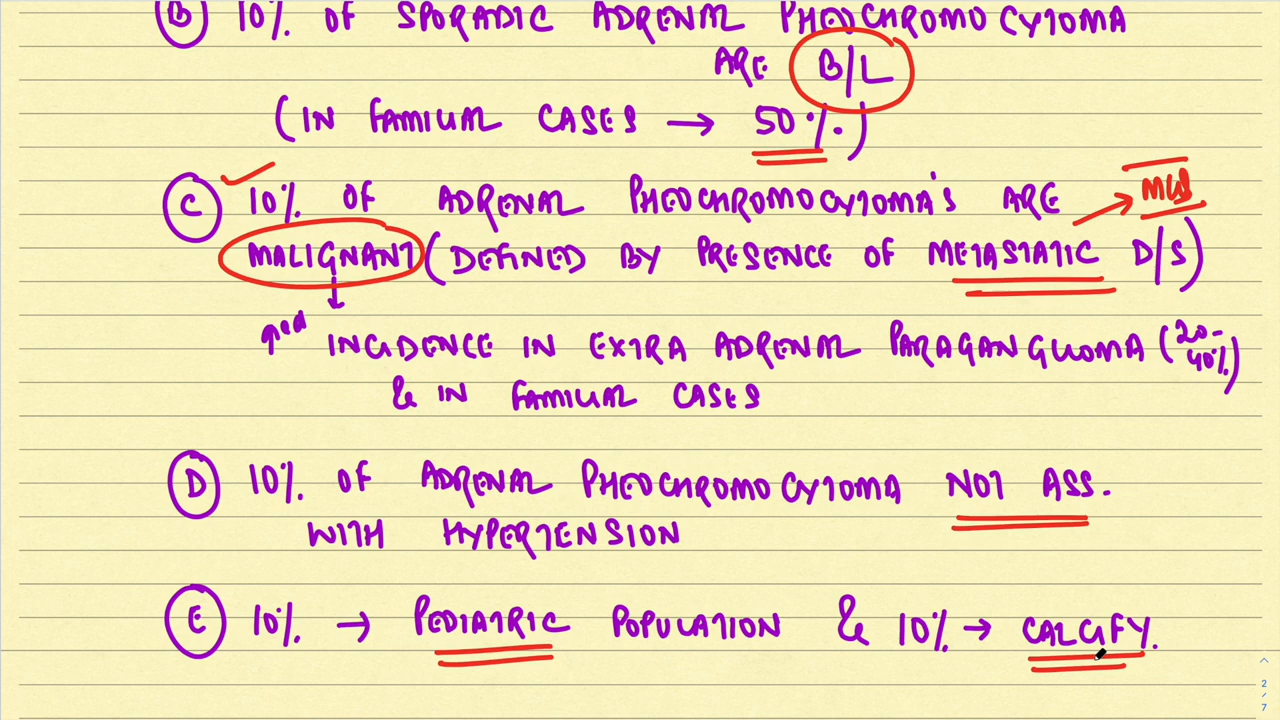 B 10% OF SPORADIC ADRENAL PHEOCHROMOCYTOMA
ARE B/L
(IN FAMILIAL CASES → 50%.)
C 10% OF ADRENAL PHEOCHROMOCYTOMA'S ARE
MALIGNANT (DEFINED BY PRESENCE OF METASTATIC D/S)
INCIDENCE IN EXTRA ADRENAL PARAGANGLIOMA (20-40%)
& IN FAMILIAL CASES
D 10% OF ADRENAL PHEOCHROMOCYTOMA NOT ASS.
WITH HYPERTENSION
E 10% → PEDIATRIC POPULATION & 10% → CALCIFY.
2
/
7